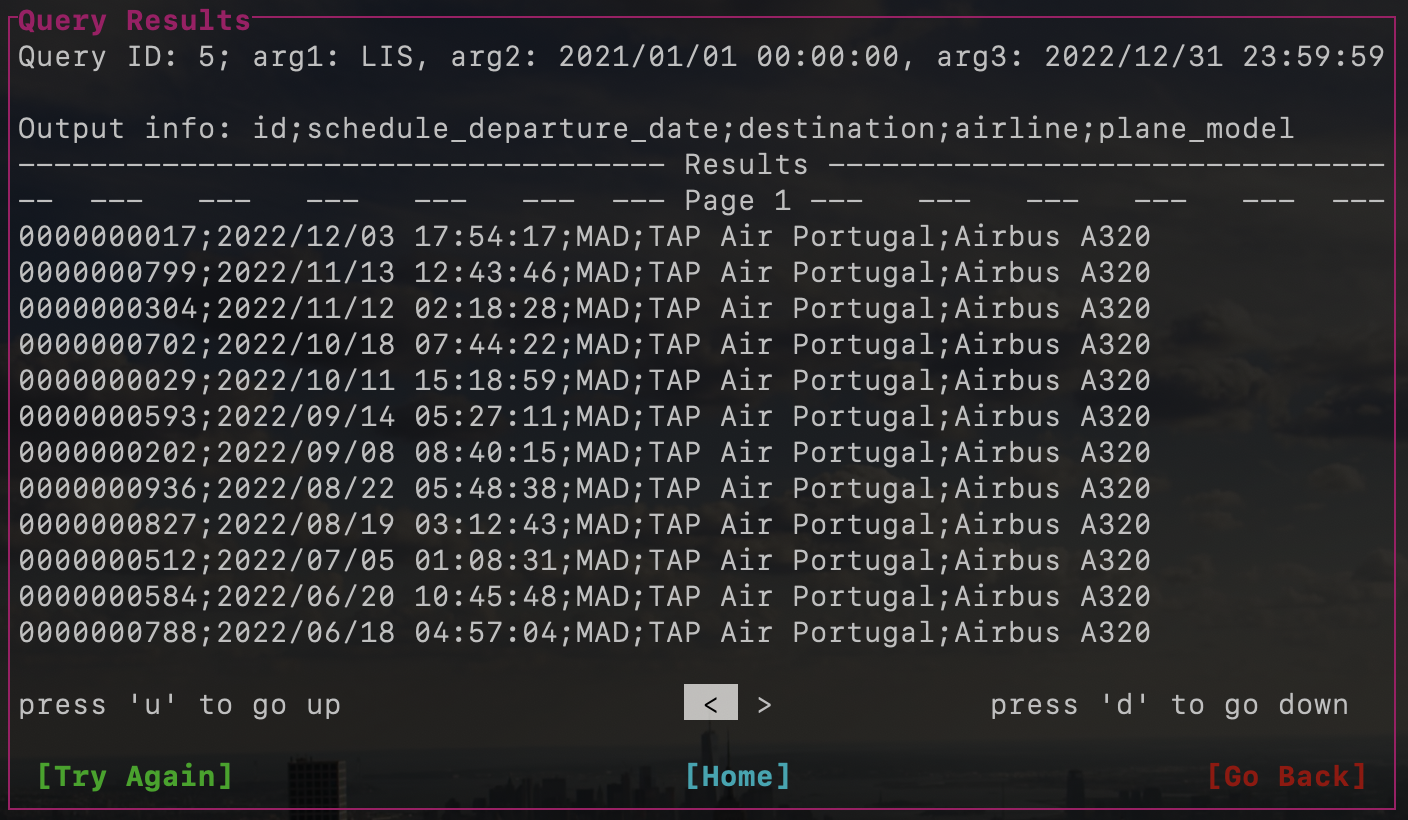 Query Results
Query ID: 5; arg1: LIS, arg2: 2021/01/01 00:00:00, arg3: 2022/12/31 23:59:59
Output info: id;schedule_departure_date;destination;airline;plane_model
------------------------------------ Results -------------------------------
--  ---   ---   ---   ---   ---  --- Page 1 ---   ---   ---   ---   ---  ---
0000000017;2022/12/03 17:54:17;MAD;TAP Air Portugal;Airbus A320
0000000799;2022/11/13 12:43:46;MAD;TAP Air Portugal;Airbus A320
0000000304;2022/11/12 02:18:28;MAD;TAP Air Portugal;Airbus A320
0000000702;2022/10/18 07:44:22;MAD;TAP Air Portugal;Airbus A320
0000000029;2022/10/11 15:18:59;MAD;TAP Air Portugal;Airbus A320
0000000593;2022/09/14 05:27:11;MAD;TAP Air Portugal;Airbus A320
0000000202;2022/09/08 08:40:15;MAD;TAP Air Portugal;Airbus A320
0000000936;2022/08/22 05:48:38;MAD;TAP Air Portugal;Airbus A320
0000000827;2022/08/19 03:12:43;MAD;TAP Air Portugal;Airbus A320
0000000512;2022/07/05 01:08:31;MAD;TAP Air Portugal;Airbus A320
0000000584;2022/06/20 10:45:48;MAD;TAP Air Portugal;Airbus A320
0000000788;2022/06/18 04:57:04;MAD;TAP Air Portugal;Airbus A320
press 'u' to go up < > press 'd' to go down
[Try Again] [Home] [Go Back]